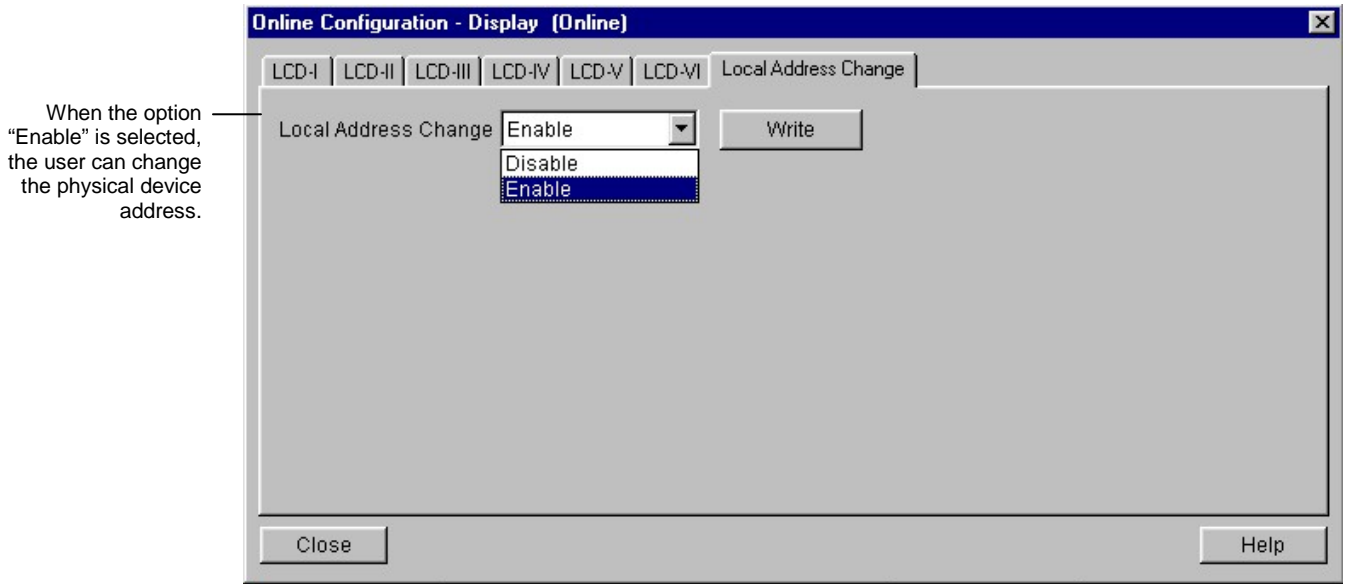 Online Configuration - Display (Online)
LCD-I LCD-II LCD-III LCD-IV LCD-V LCD-VI Local Address Change
When the option
“Enable” is selected,
the user can change
the physical device
address.
Local Address Change Enable Write
Disable
Enable
Close Help